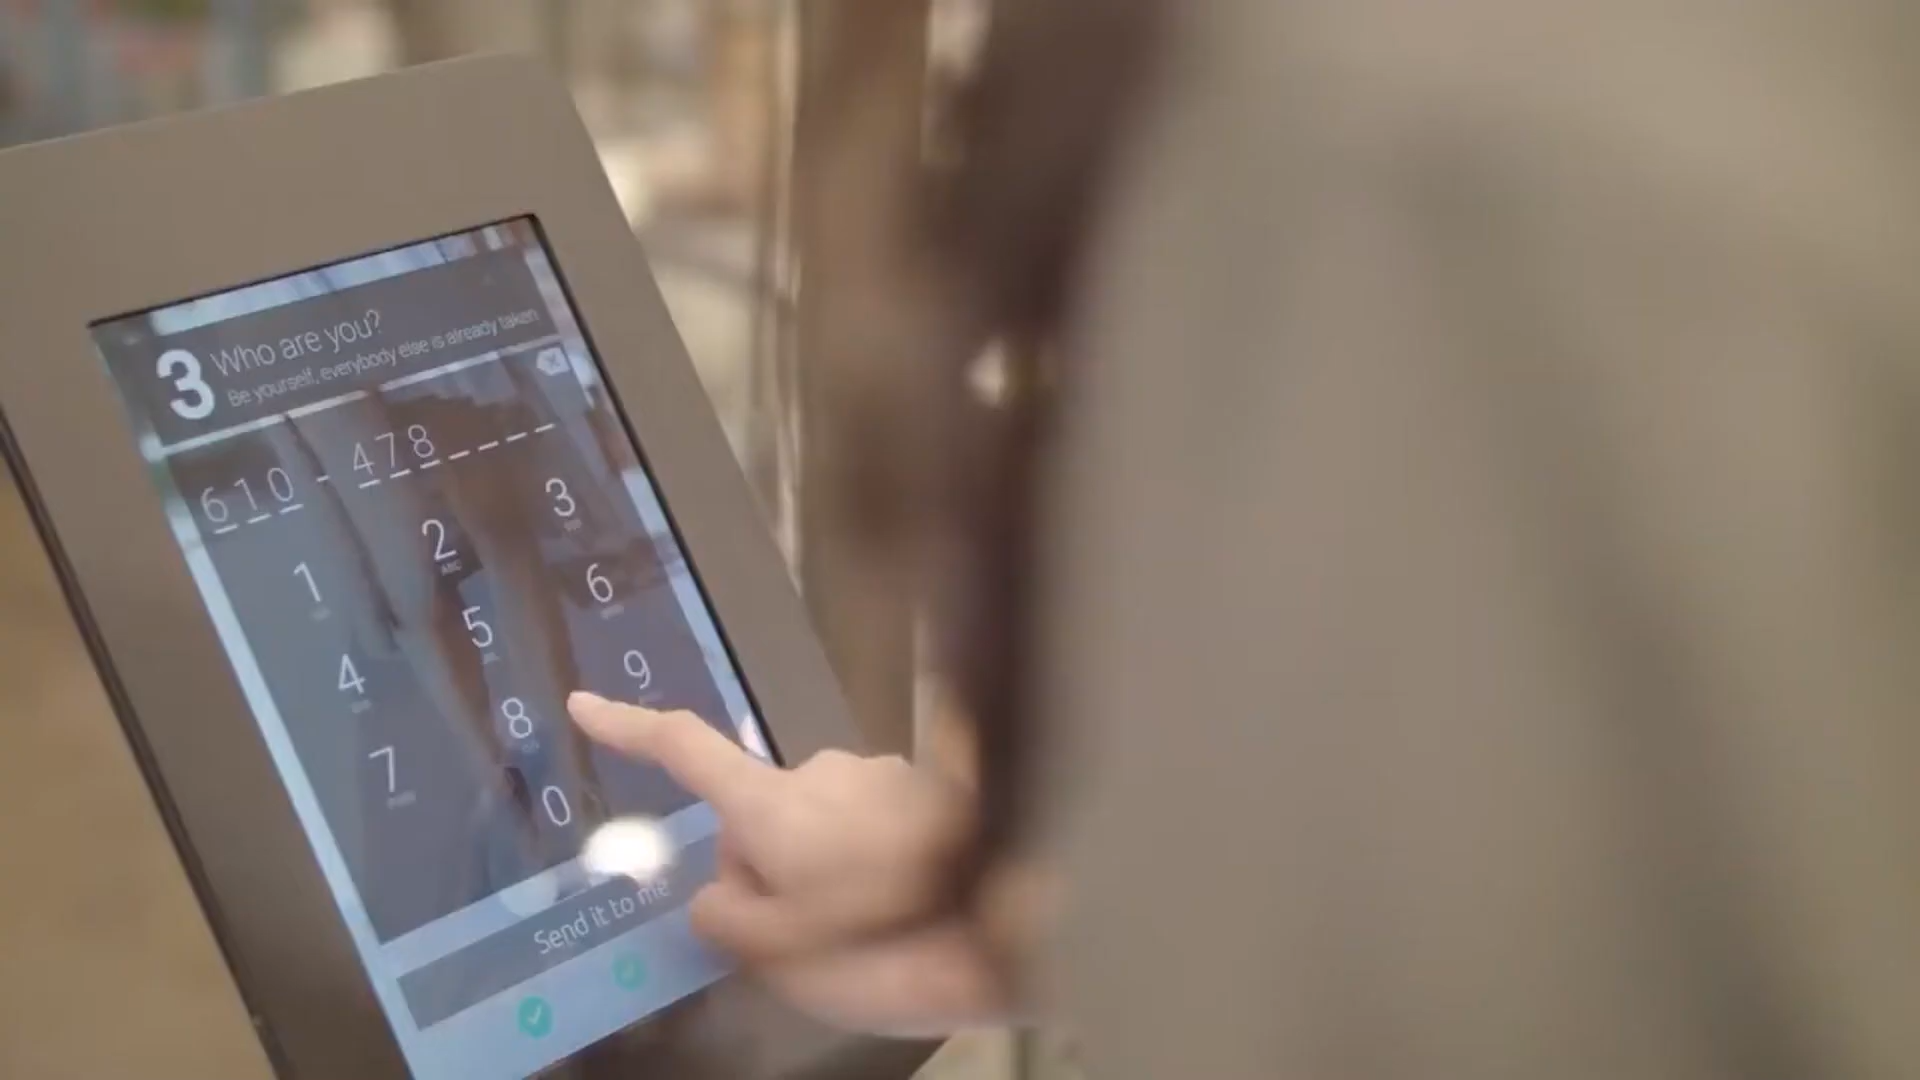 3 Who are you?
Be yourself, everybody else is already taken
610 - 478_ _ _ _
1 2 ABC 3
4 5 6
7 8 9
0
Send it to me